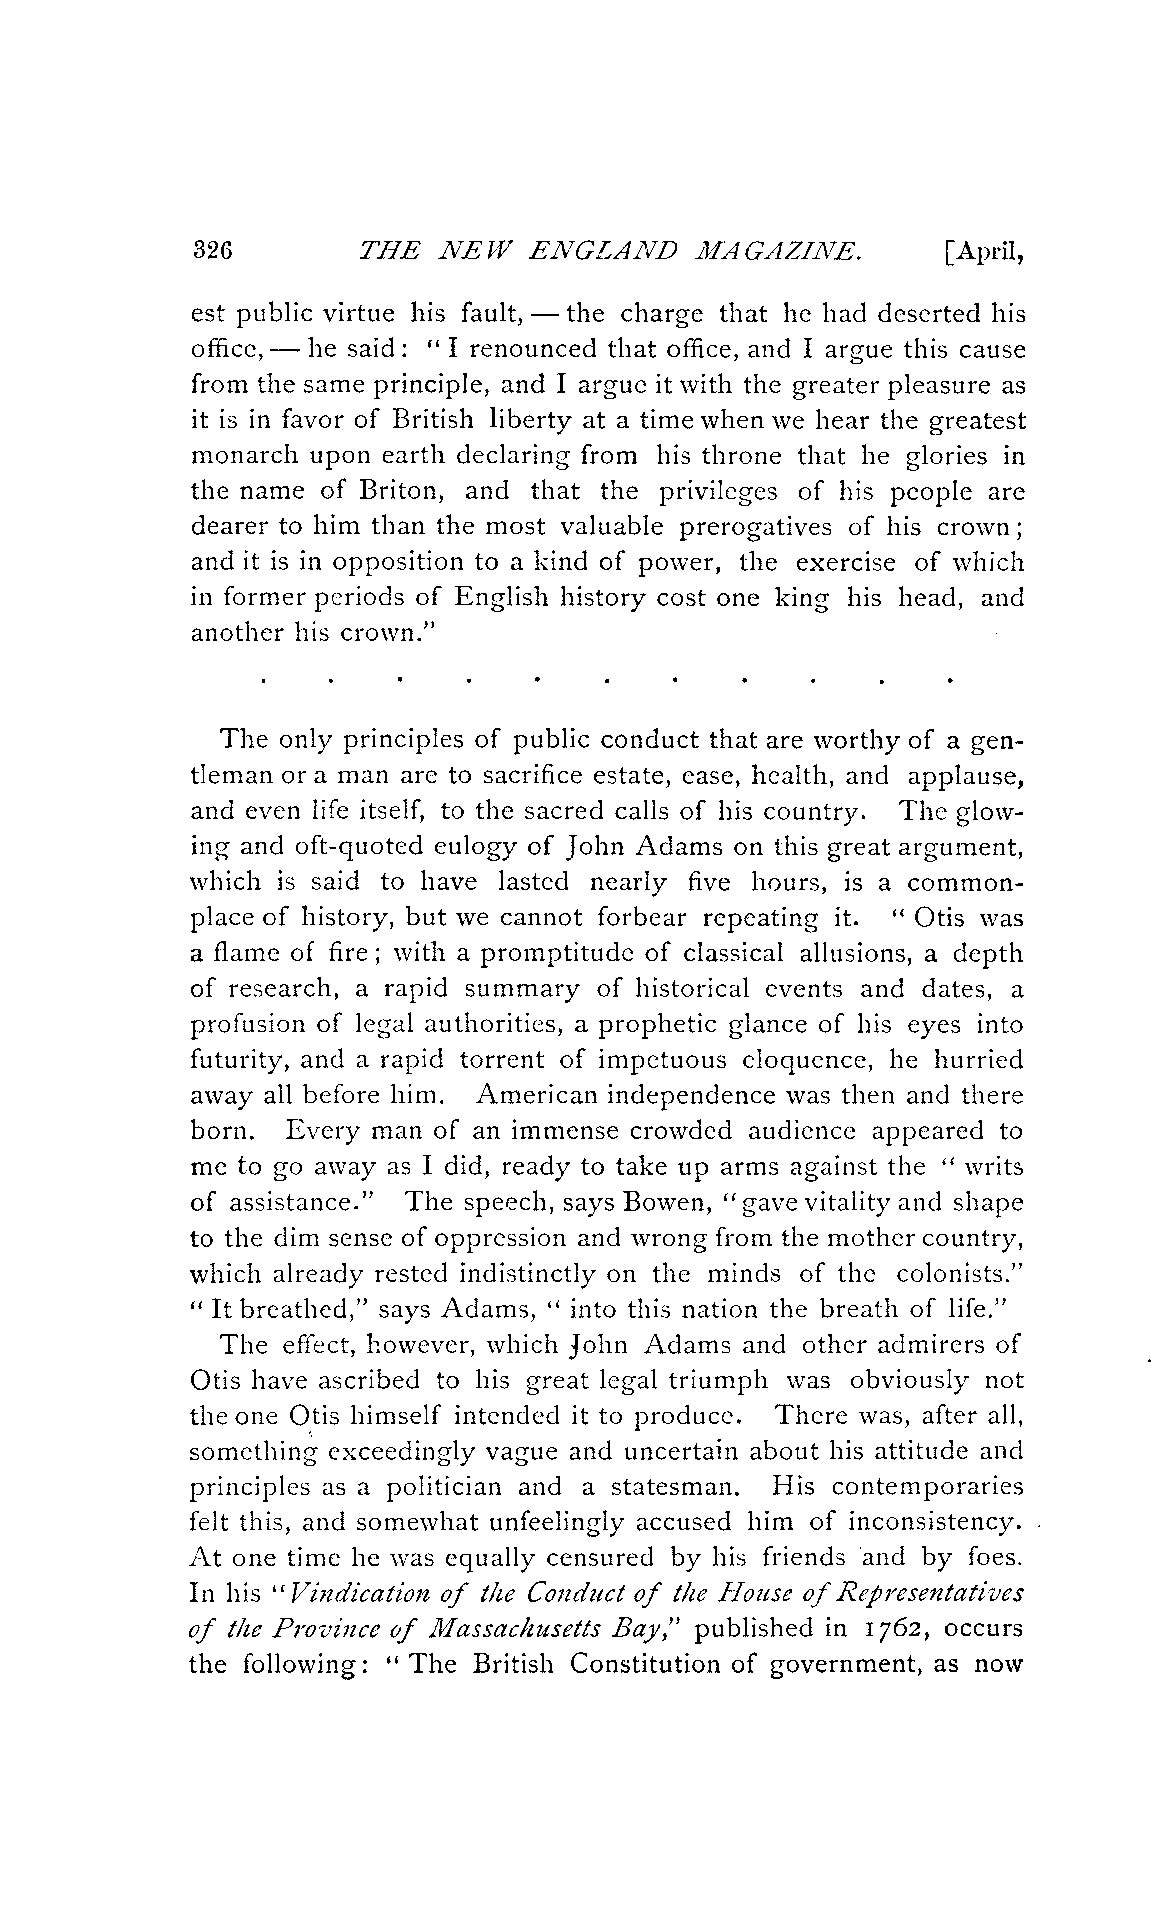 326 THE NEW ENGLAND MAGAZINE. [April,
est public virtue his fault, — the charge that he had deserted his
office, — he said: " I renounced that office, and I argue this cause
from the same principle, and I argue it with the greater pleasure as
it is in favor of British liberty at a time when we hear the greatest
monarch upon earth declaring from his throne that he glories in
the name of Briton, and that the privileges of his people are
dearer to him than the most valuable prerogatives of his crown;
and it is in opposition to a kind of power, the exercise of which
in former periods of English history cost one king his head, and
another his crown."
. . . . . . . . . . .
The only principles of public conduct that are worthy of a gen-
tleman or a man are to sacrifice estate, ease, health, and applause,
and even life itself, to the sacred calls of his country. The glow-
ing and oft-quoted eulogy of John Adams on this great argument,
which is said to have lasted nearly five hours, is a common-
place of history, but we cannot forbear repeating it. " Otis was
a flame of fire; with a promptitude of classical allusions, a depth
of research, a rapid summary of historical events and dates, a
profusion of legal authorities, a prophetic glance of his eyes into
futurity, and a rapid torrent of impetuous eloquence, he hurried
away all before him. American independence was then and there
born. Every man of an immense crowded audience appeared to
me to go away as I did, ready to take up arms against the " writs
of assistance." The speech, says Bowen, "gave vitality and shape
to the dim sense of oppression and wrong from the mother country,
which already rested indistinctly on the minds of the colonists."
" It breathed," says Adams, " into this nation the breath of life."
The effect, however, which John Adams and other admirers of
Otis have ascribed to his great legal triumph was obviously not
the one Otis himself intended it to produce. There was, after all,
something exceedingly vague and uncertain about his attitude and
principles as a politician and a statesman. His contemporaries
felt this, and somewhat unfeelingly accused him of inconsistency.
At one time he was equally censured by his friends and by foes.
In his "Vindication of the Conduct of the House of Representatives
of the Province of Massachusetts Bay," published in 1762, occurs
the following: " The British Constitution of government, as now